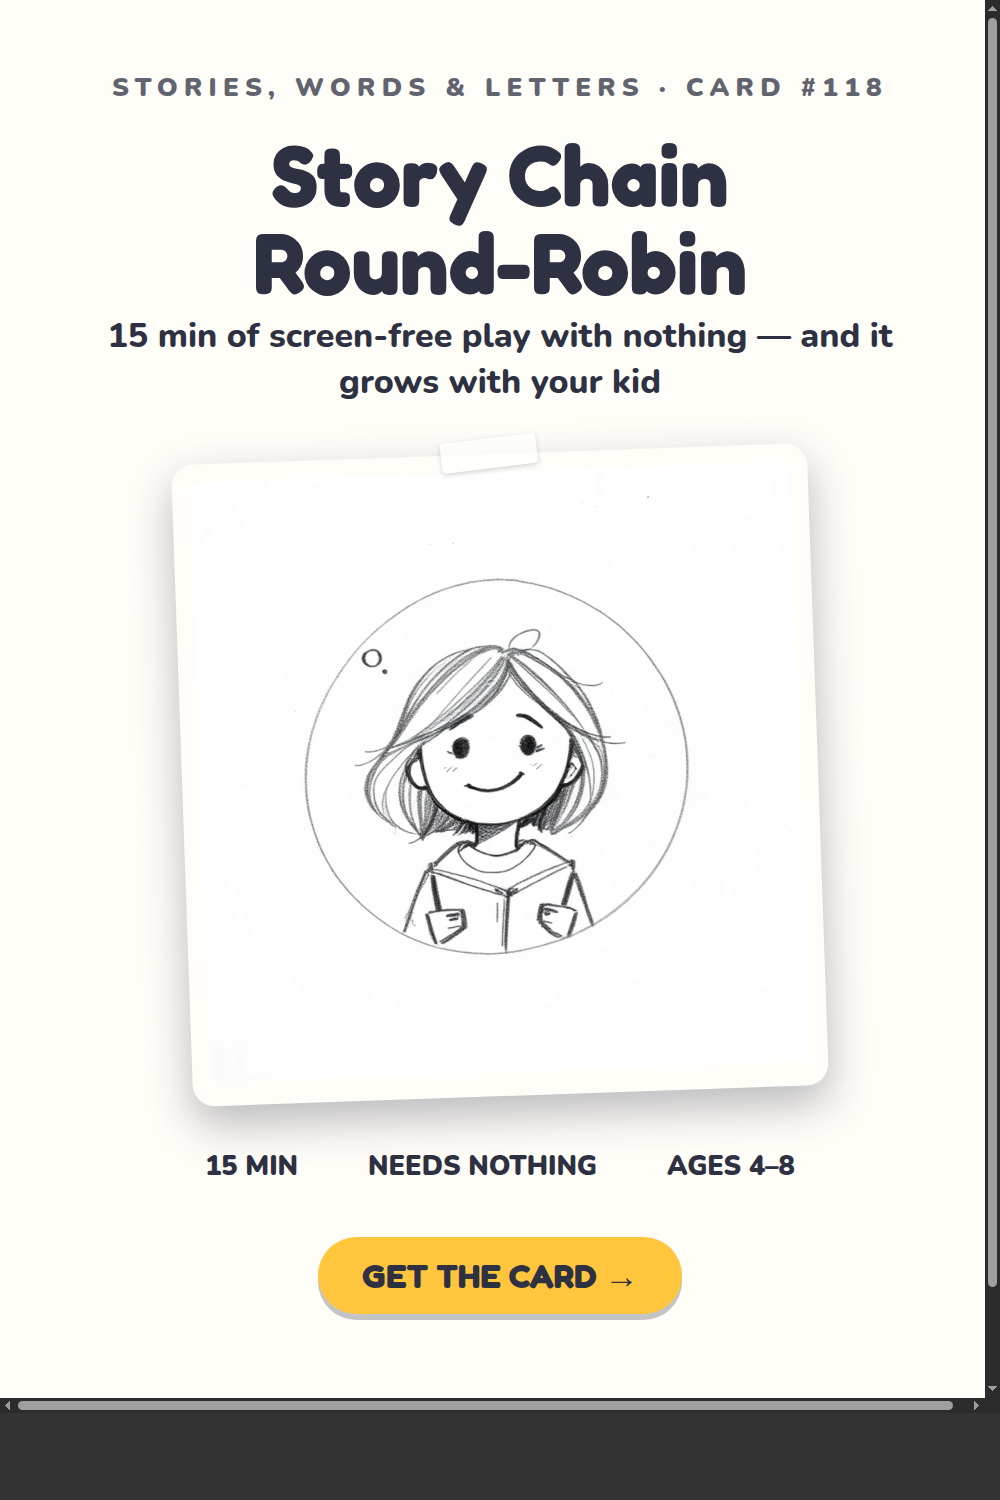 STORIES, WORDS & LETTERS · CARD #118
Story Chain
Round-Robin
15 min of screen-free play with nothing — and it
grows with your kid
15 MIN NEEDS NOTHING AGES 4–8
GET THE CARD →